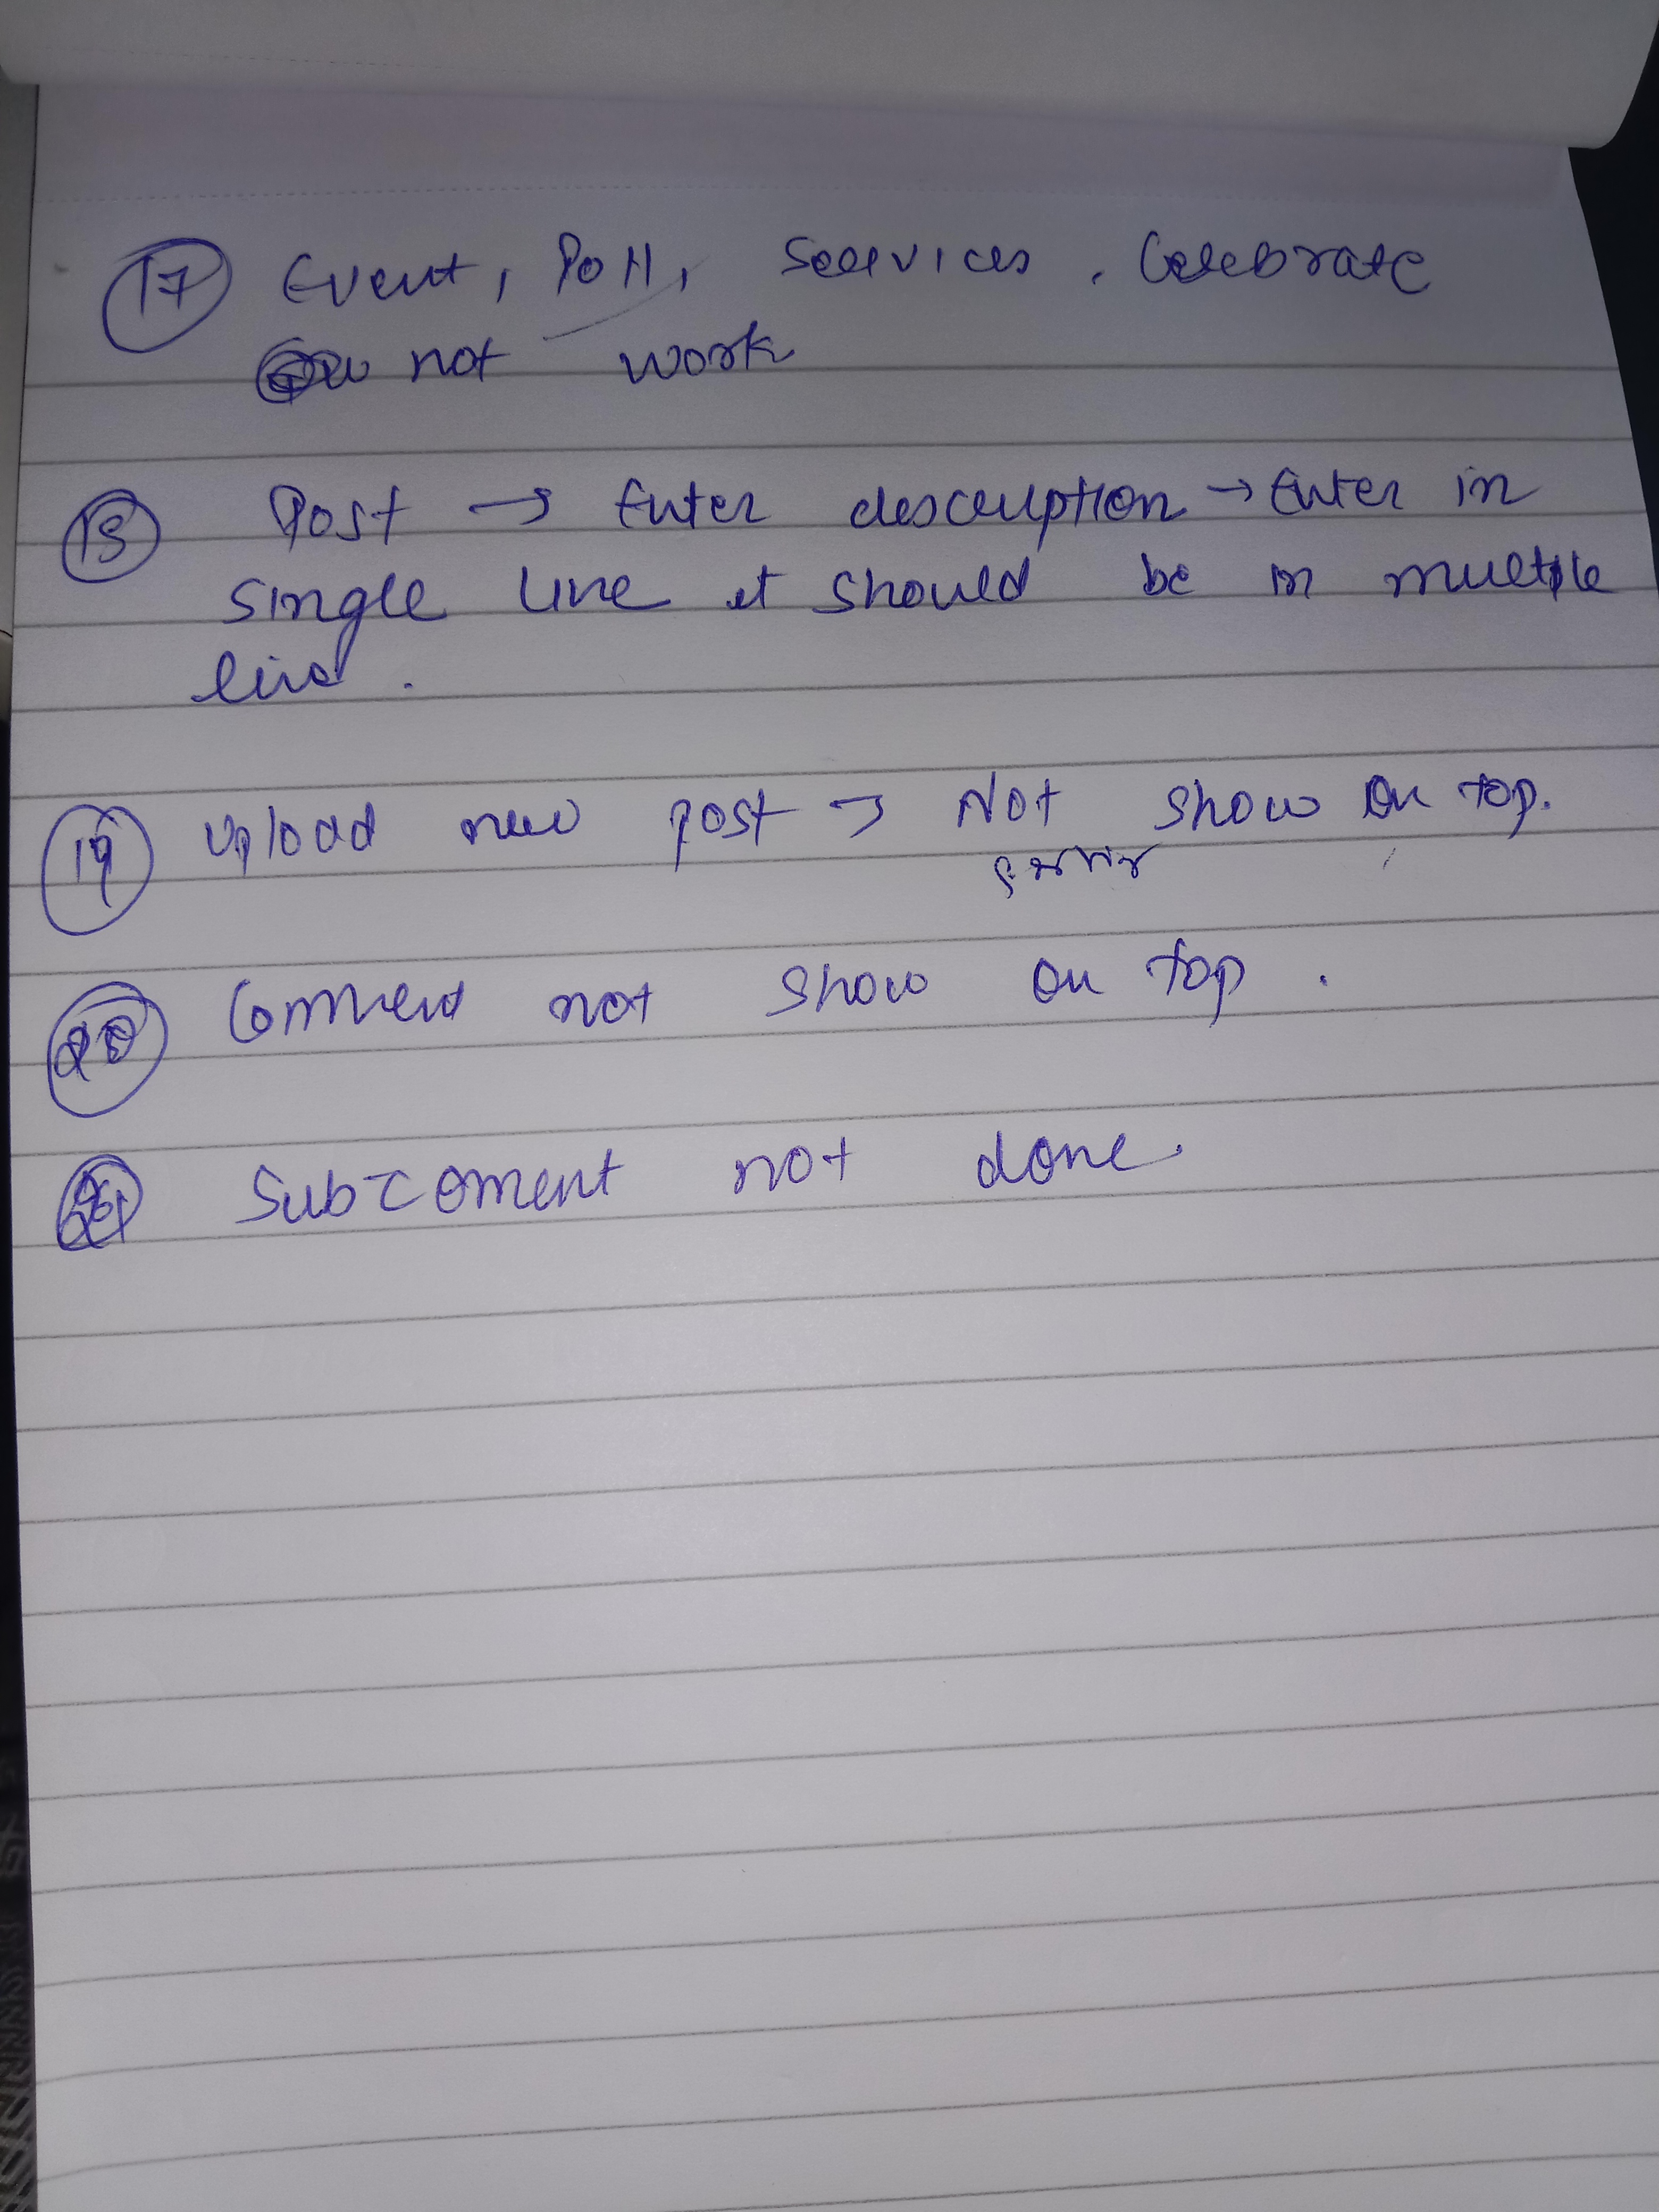 17 Event, Poll, Services, Celebrate
not work
18 Post → Enter description → Enter in
single line it should be in multiple
line.
19 Upload new post → Not show on top.
20 Comment not show on top.
21 Subcoment not done.